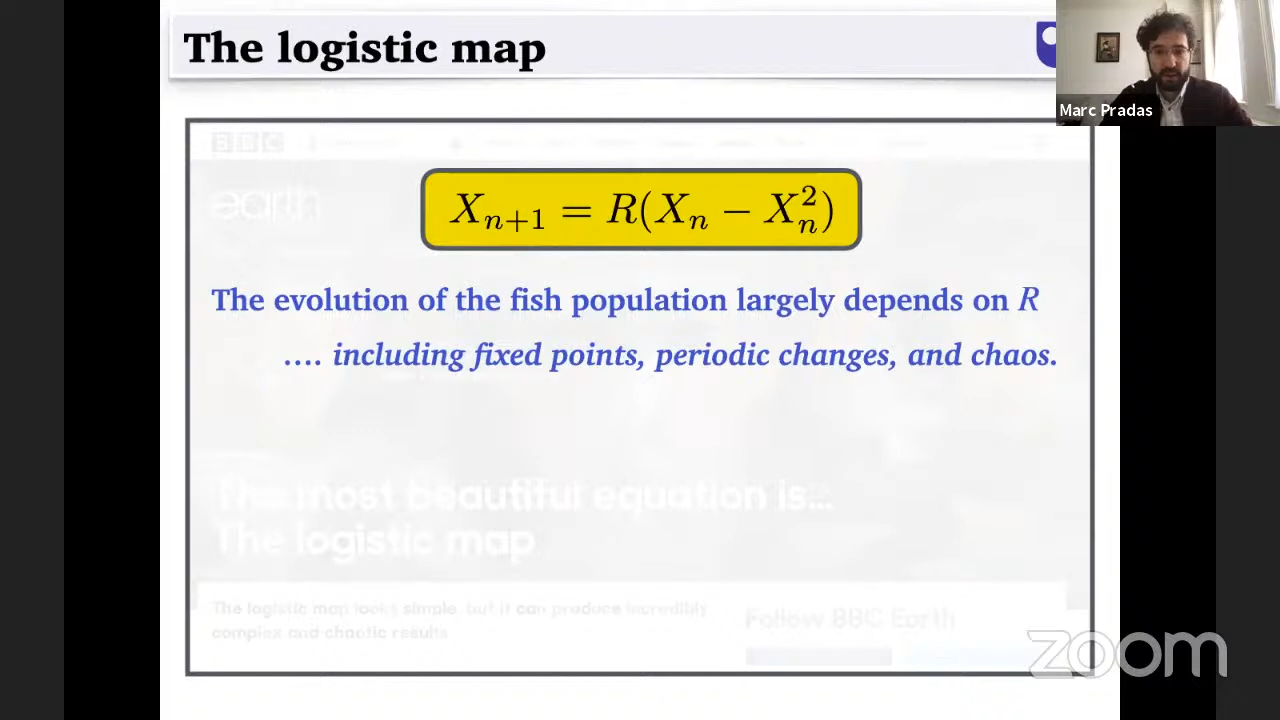 The logistic map
Marc Pradas
BBC
earth
X_{n+1} = R(X_n − X_n^2)
The evolution of the fish population largely depends on R
.... including fixed points, periodic changes, and chaos.
The most beautiful equation is...
The logistic map
The logistic map looks simple, but it can produce incredibly
complex and chaotic results
Follow BBC Earth
zoom